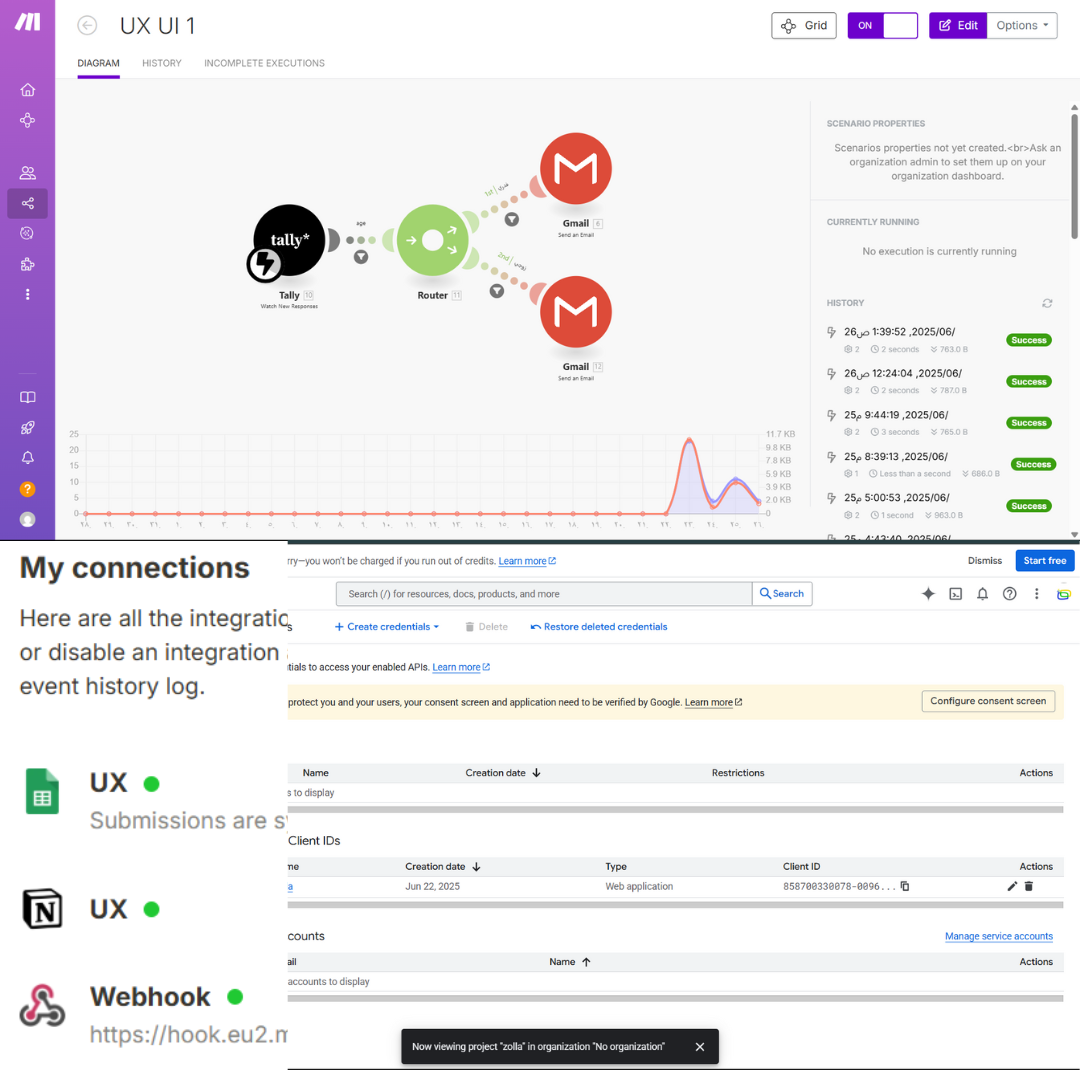 UX UI 1
Grid
ON
Edit
Options
DIAGRAM
HISTORY
INCOMPLETE EXECUTIONS
tally*
Tally 10
Watch New Responses
age
Router 11
1st | فردي
2nd | زوجي
Gmail 6
Send an Email
Gmail 12
Send an Email
SCENARIO PROPERTIES
Scenarios properties not yet created.<br>Ask an
organization admin to set them up on your
organization dashboard.
CURRENTLY RUNNING
No execution is currently running
HISTORY
26ص 1:39:52 ,2025/06/
Success
2 2 seconds 763.0 B
26ص 12:24:04 ,2025/06/
Success
2 2 seconds 787.0 B
25م 9:44:19 ,2025/06/
Success
2 3 seconds 765.0 B
25م 8:39:13 ,2025/06/
Success
1 Less than a second 686.0 B
25م 5:00:53 ,2025/06/
Success
2 1 second 963.0 B
25م 4:43:40 ,2025/06/
25
20
15
10
5
0
11.7 KB
9.8 KB
7.8 KB
5.9 KB
3.9 KB
2.0 KB
0
My connections
Here are all the integratio
or disable an integration
event history log.
UX
Submissions are s
UX
Webhook
https://hook.eu2.m
rry—you won't be charged if you run out of credits. Learn more
Dismiss
Start free
Search (/) for resources, docs, products, and more
Search
s
+ Create credentials
Delete
Restore deleted credentials
ntials to access your enabled APIs. Learn more
protect you and your users, your consent screen and application need to be verified by Google. Learn more
Configure consent screen
Name
Creation date
Restrictions
Actions
s to display
Client IDs
me
Creation date
Type
Client ID
Actions
a
Jun 22, 2025
Web application
858700330078-0096...
counts
Manage service accounts
ail
Name
Actions
accounts to display
Now viewing project "zolla" in organization "No organization"